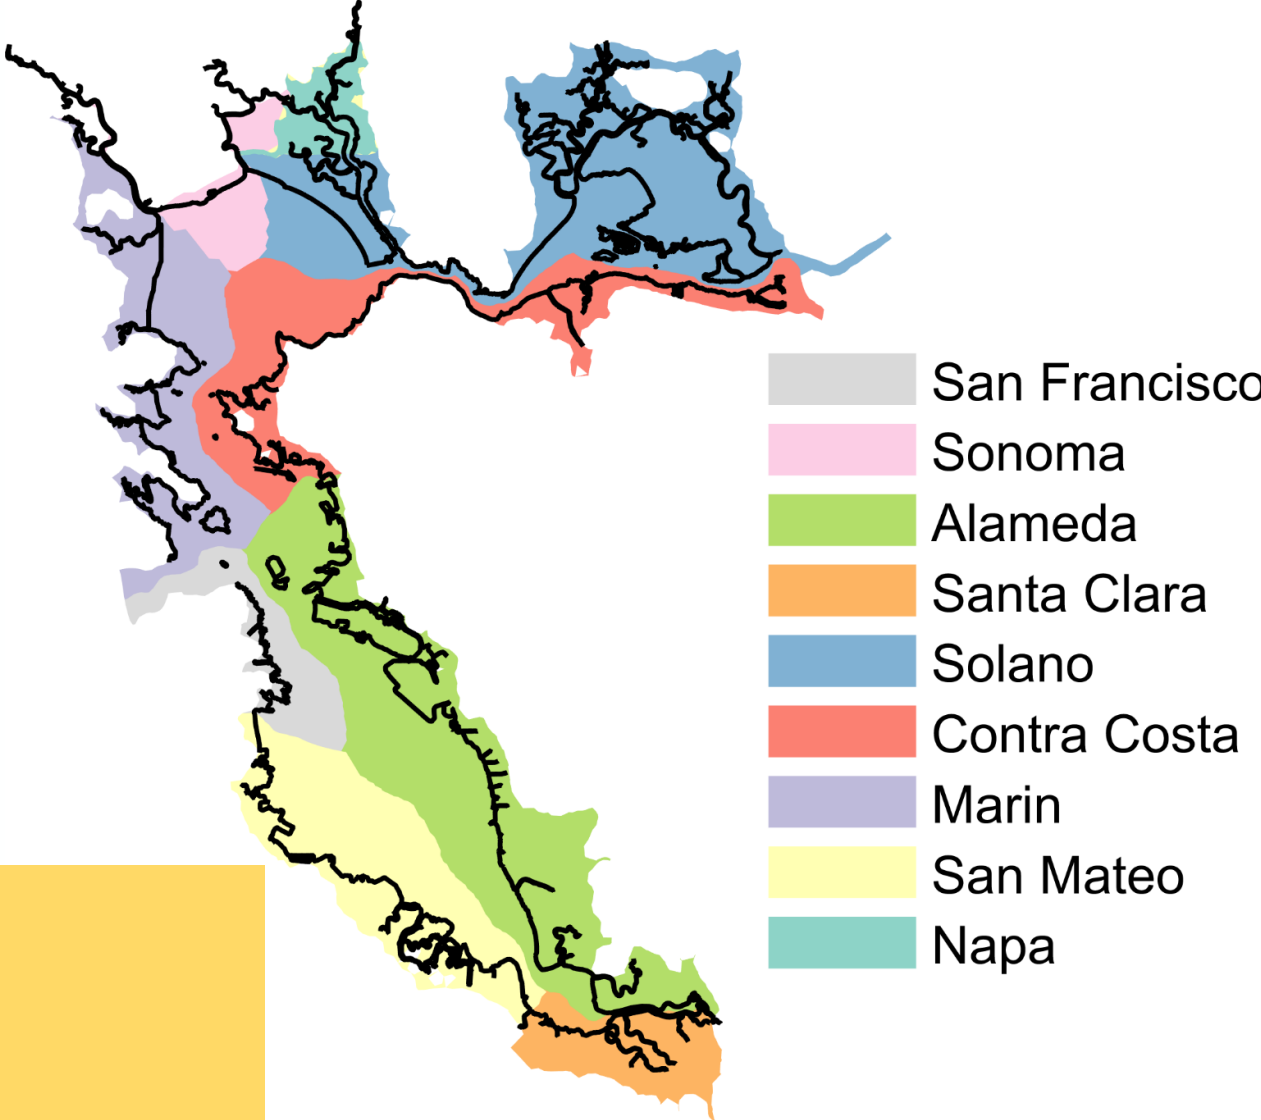 San Francisco
Sonoma
Alameda
Santa Clara
Solano
Contra Costa
Marin
San Mateo
Napa